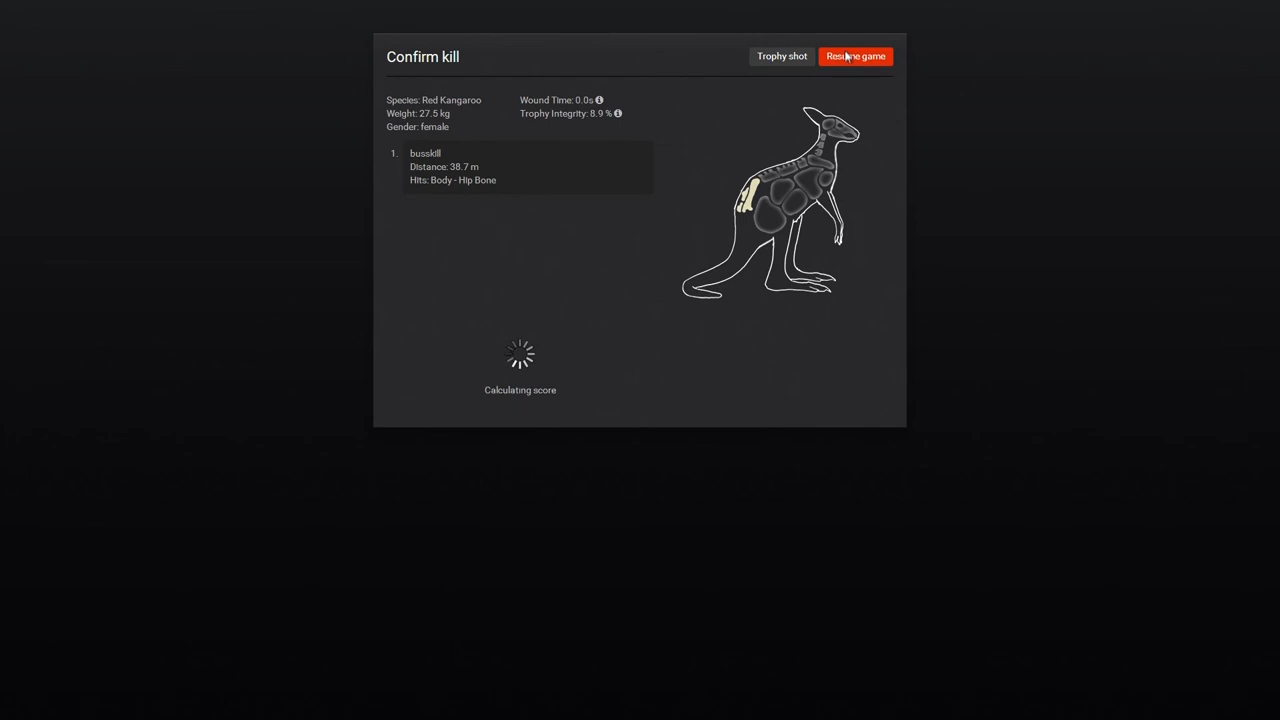 Confirm kill
Trophy shot
Resume game
Species: Red Kangaroo
Weight: 27.5 kg
Gender: female
Wound Time: 0.0s
Trophy Integrity: 8.9 %
1. busskill
Distance: 38.7 m
Hits: Body - Hip Bone
Calculating score